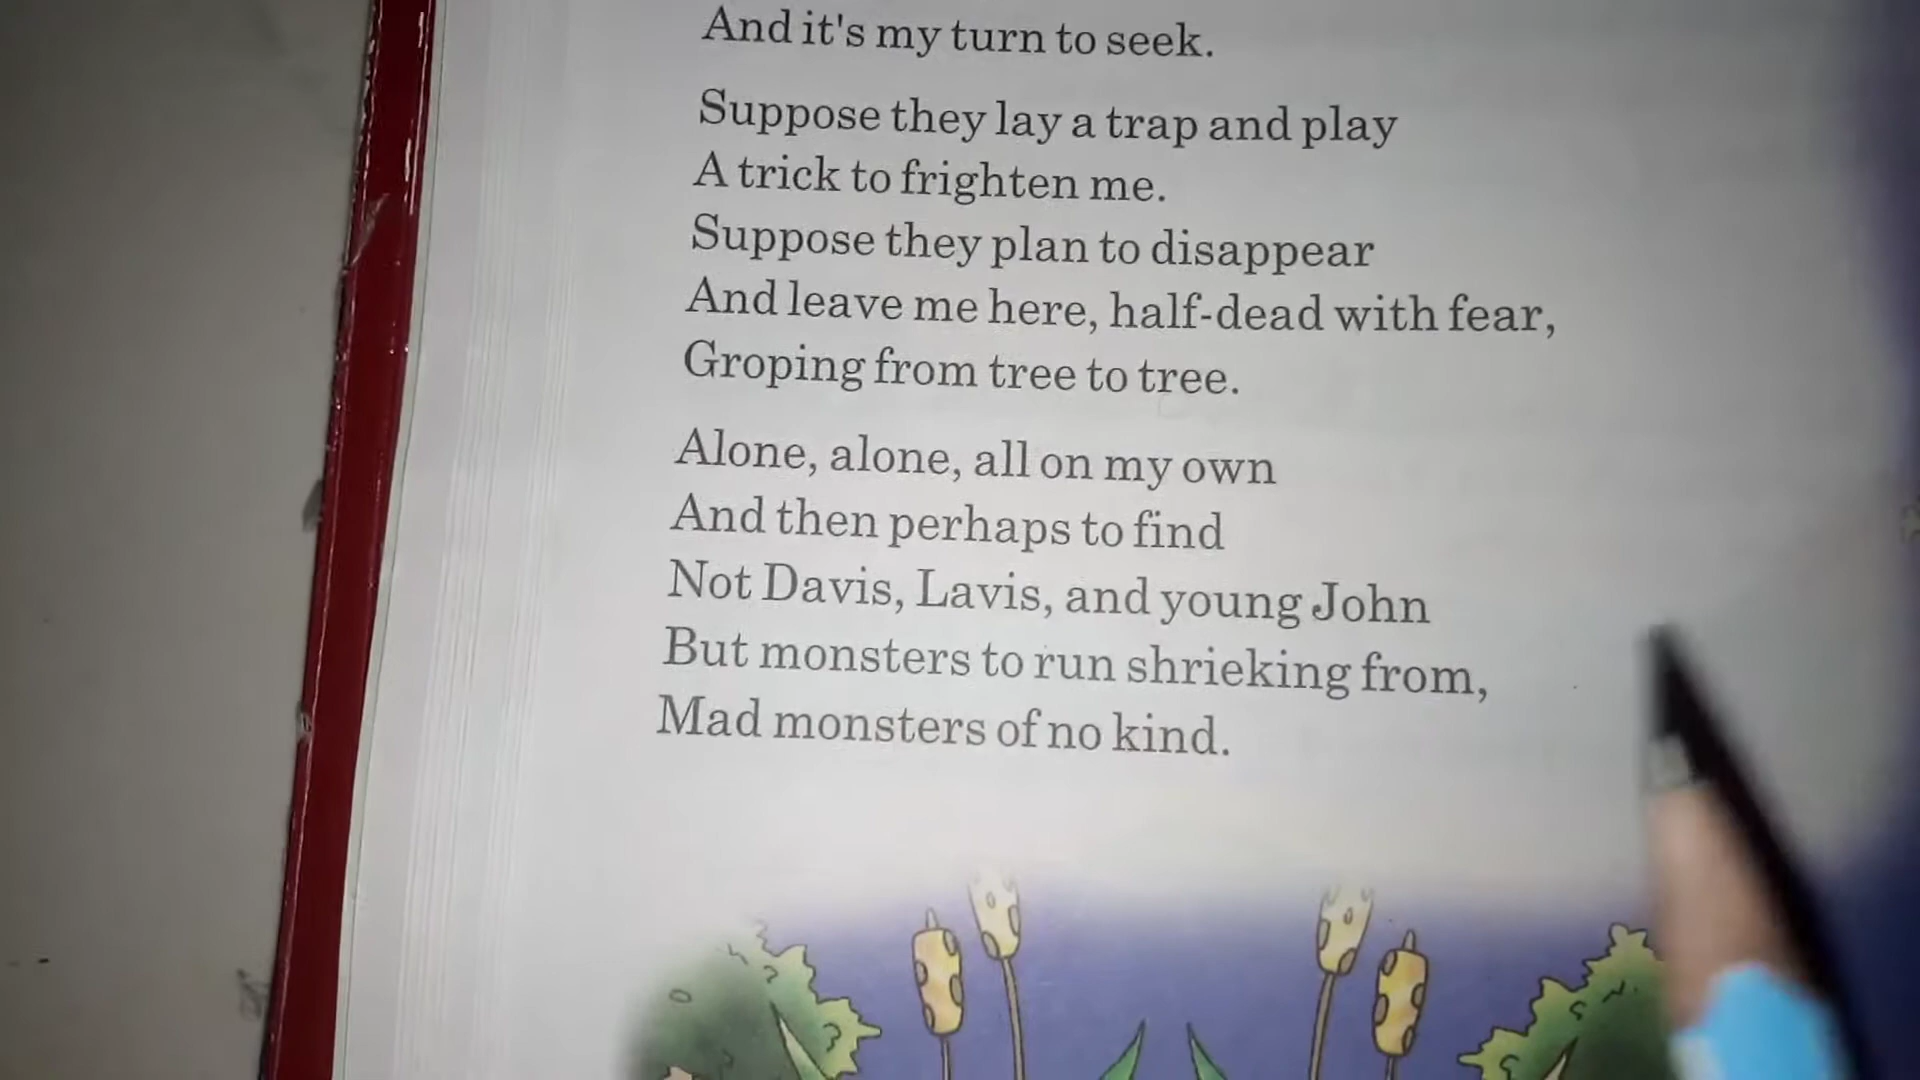 And it's my turn to seek.
Suppose they lay a trap and play
A trick to frighten me.
Suppose they plan to disappear
And leave me here, half-dead with fear,
Groping from tree to tree.
Alone, alone, all on my own
And then perhaps to find
Not Davis, Lavis, and young John
But monsters to run shrieking from,
Mad monsters of no kind.